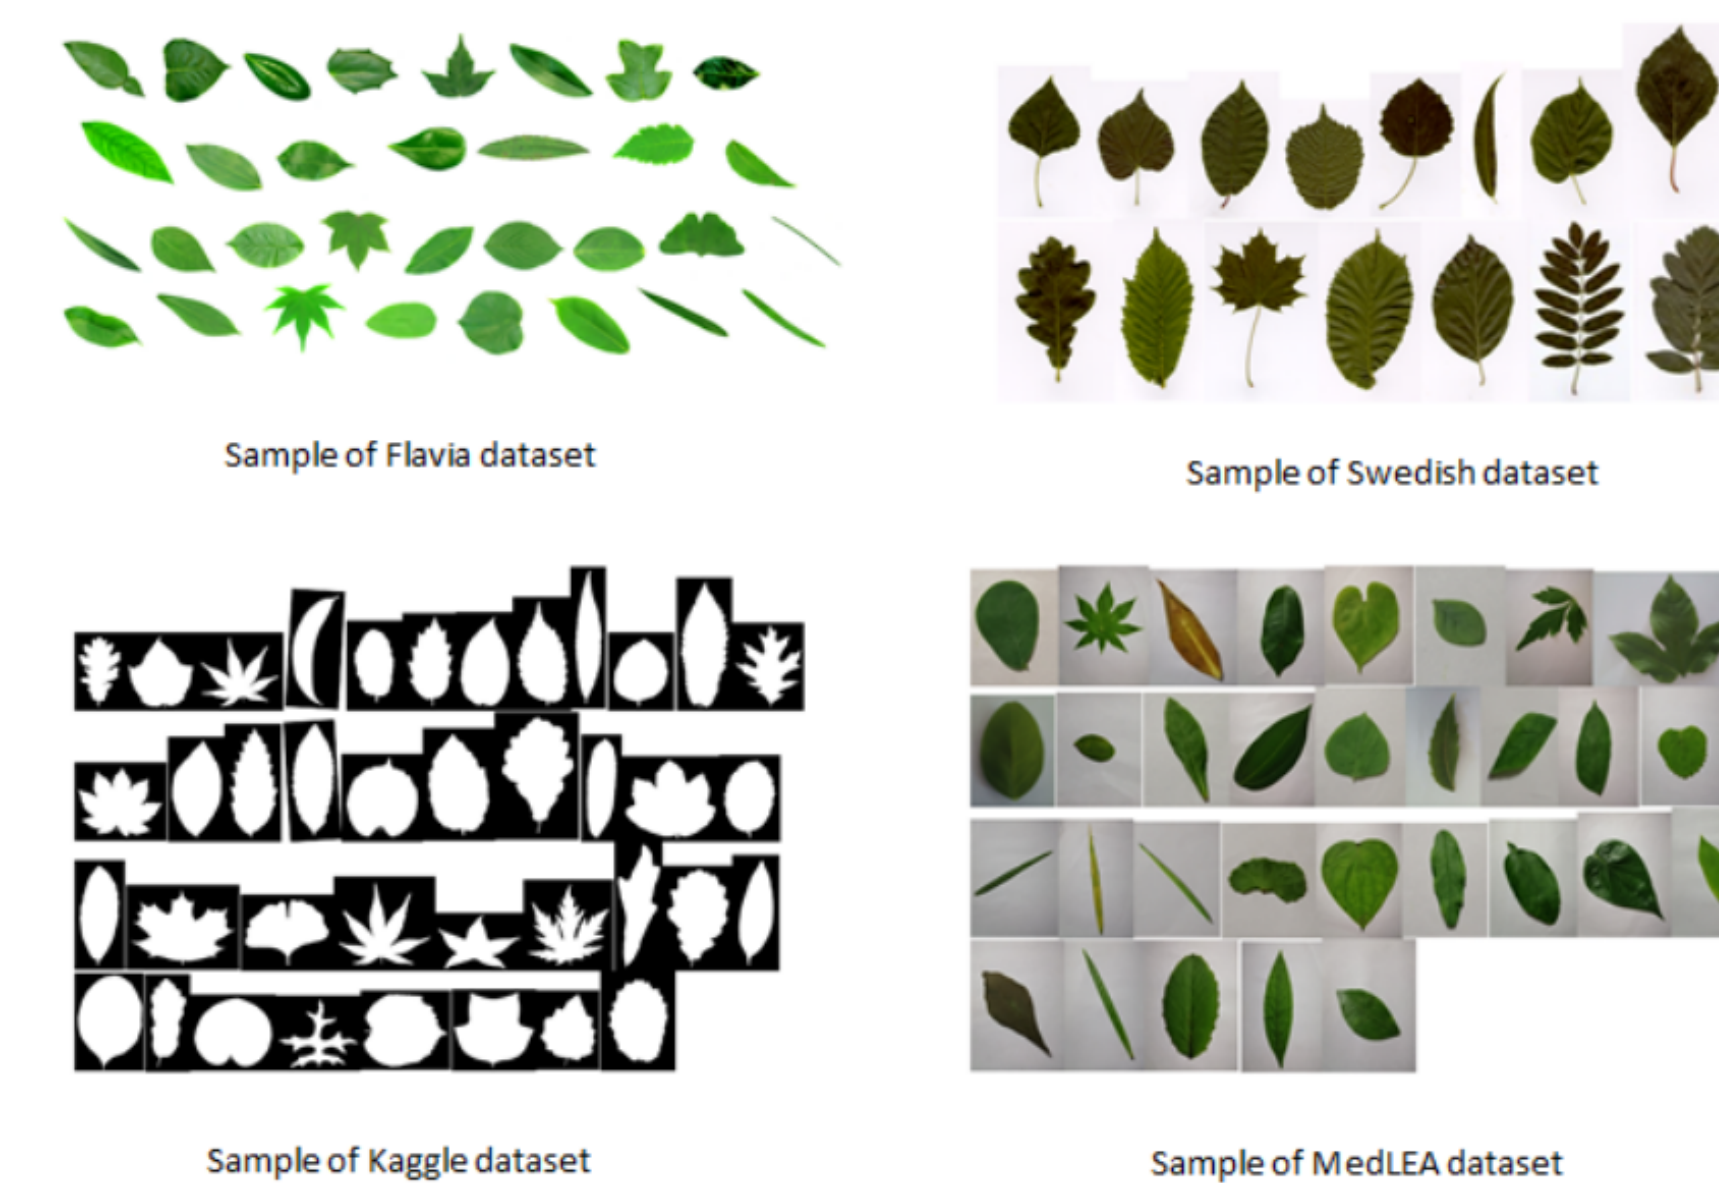 Sample of Flavia dataset
Sample of Swedish dataset
Sample of Kaggle dataset
Sample of MedLEA dataset